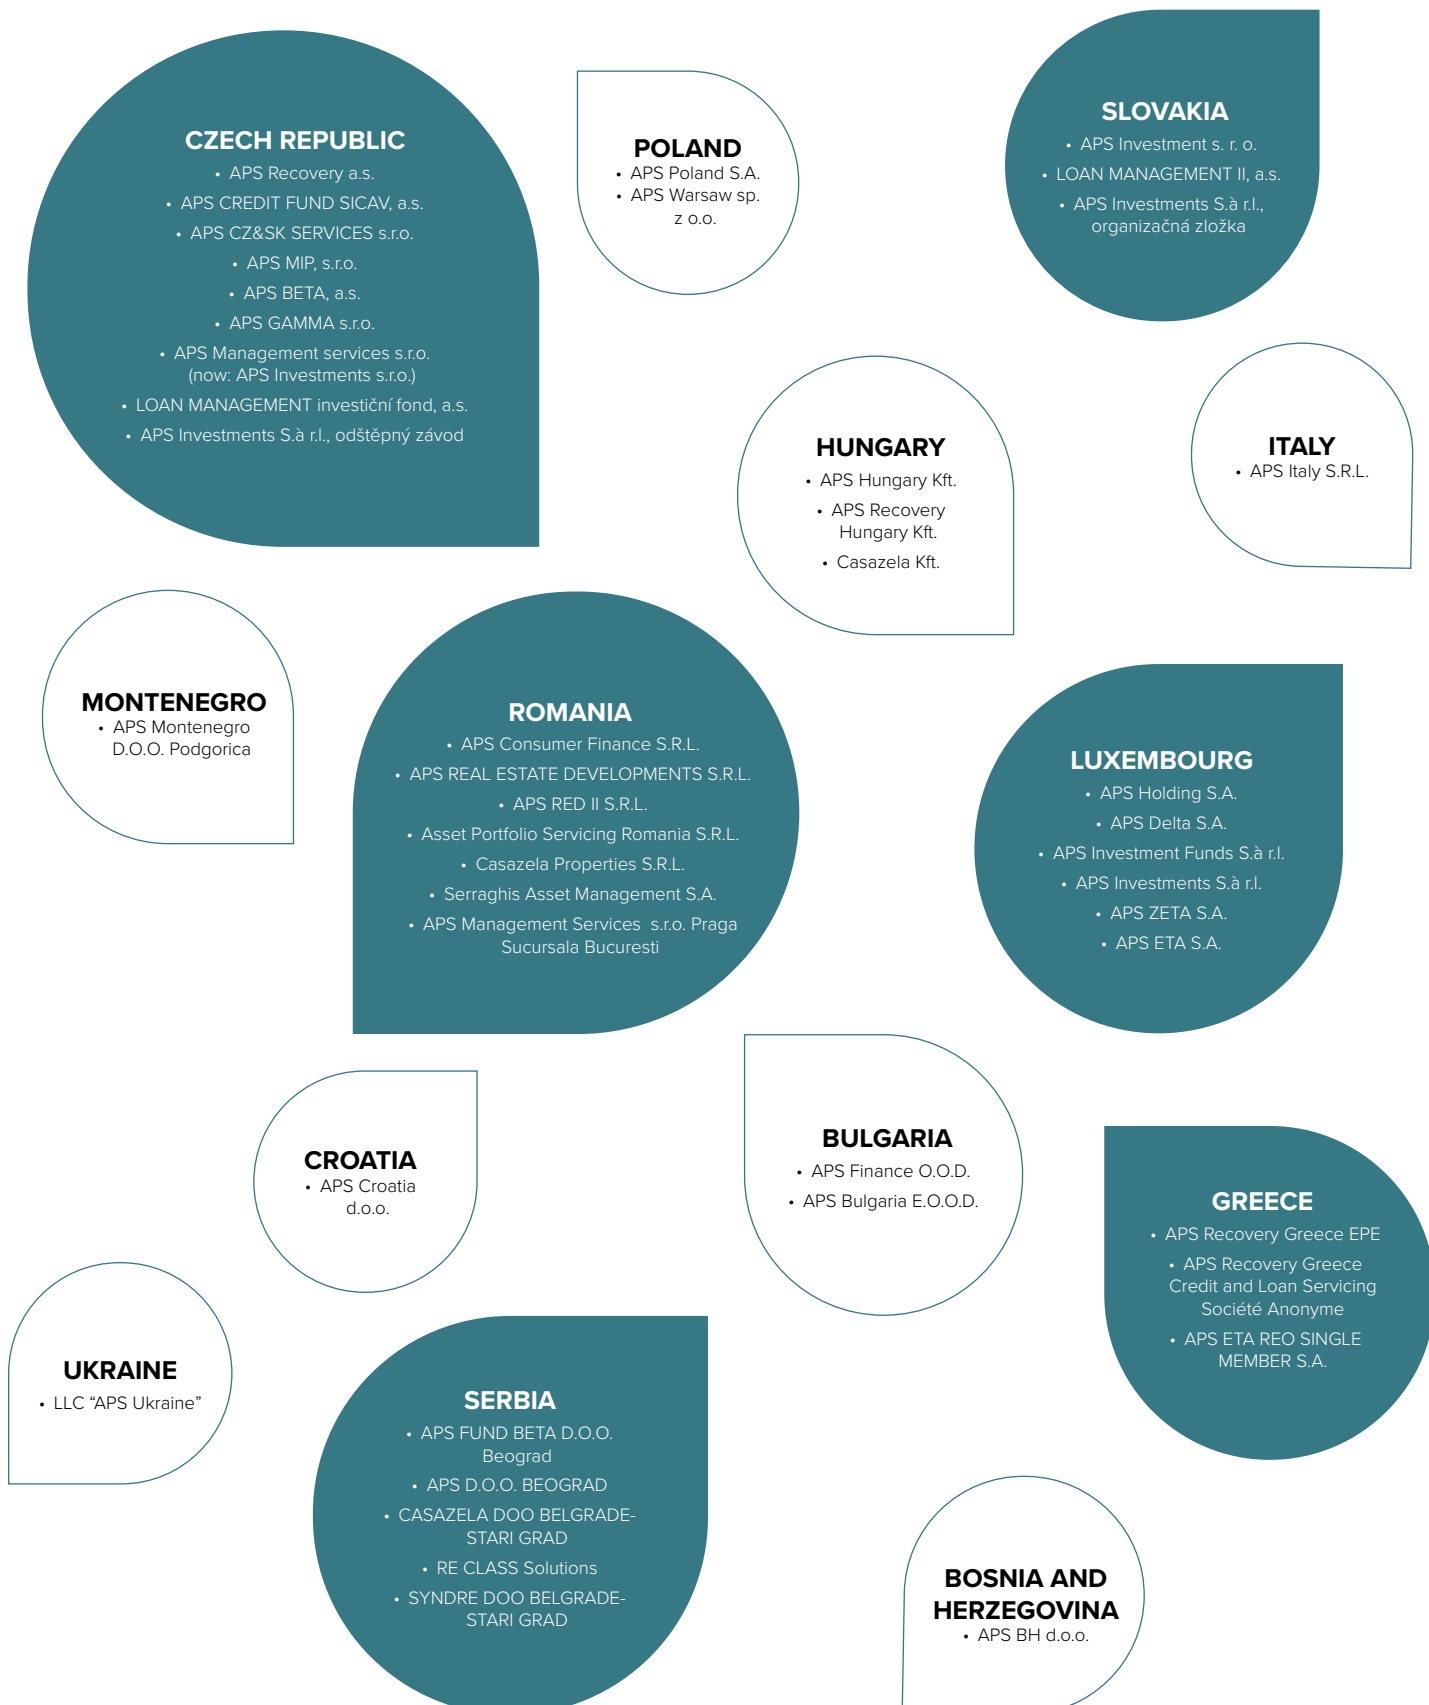 CZECH REPUBLIC
• APS Recovery a.s.
• APS CREDIT FUND SICAV, a.s.
• APS CZ&SK SERVICES s.r.o.
• APS MIP, s.r.o.
• APS BETA, a.s.
• APS GAMMA s.r.o.
• APS Management services s.r.o.
(now: APS Investments s.r.o.)
• LOAN MANAGEMENT investiční fond, a.s.
• APS Investments S.à r.l., odštěpný závod
POLAND
• APS Poland S.A.
• APS Warsaw sp.
z o.o.
SLOVAKIA
• APS Investment s. r. o.
• LOAN MANAGEMENT II, a.s.
• APS Investments S.à r.l.,
organizačná zložka
HUNGARY
• APS Hungary Kft.
• APS Recovery
Hungary Kft.
• Casazela Kft.
ITALY
• APS Italy S.R.L.
MONTENEGRO
• APS Montenegro
D.O.O. Podgorica
ROMANIA
• APS Consumer Finance S.R.L.
• APS REAL ESTATE DEVELOPMENTS S.R.L.
• APS RED II S.R.L.
• Asset Portfolio Servicing Romania S.R.L.
• Casazela Properties S.R.L.
• Serraghis Asset Management S.A.
• APS Management Services s.r.o. Praga
Sucursala Bucuresti
LUXEMBOURG
• APS Holding S.A.
• APS Delta S.A.
• APS Investment Funds S.à r.l.
• APS Investments S.à r.l.
• APS ZETA S.A.
• APS ETA S.A.
CROATIA
• APS Croatia
d.o.o.
BULGARIA
• APS Finance O.O.D.
• APS Bulgaria E.O.O.D.
GREECE
• APS Recovery Greece EPE
• APS Recovery Greece
Credit and Loan Servicing
Société Anonyme
• APS ETA REO SINGLE
MEMBER S.A.
UKRAINE
• LLC “APS Ukraine”
SERBIA
• APS FUND BETA D.O.O.
Beograd
• APS D.O.O. BEOGRAD
• CASAZELA DOO BELGRADE-
STARI GRAD
• RE CLASS Solutions
• SYNDRE DOO BELGRADE-
STARI GRAD
BOSNIA AND
HERZEGOVINA
• APS BH d.o.o.